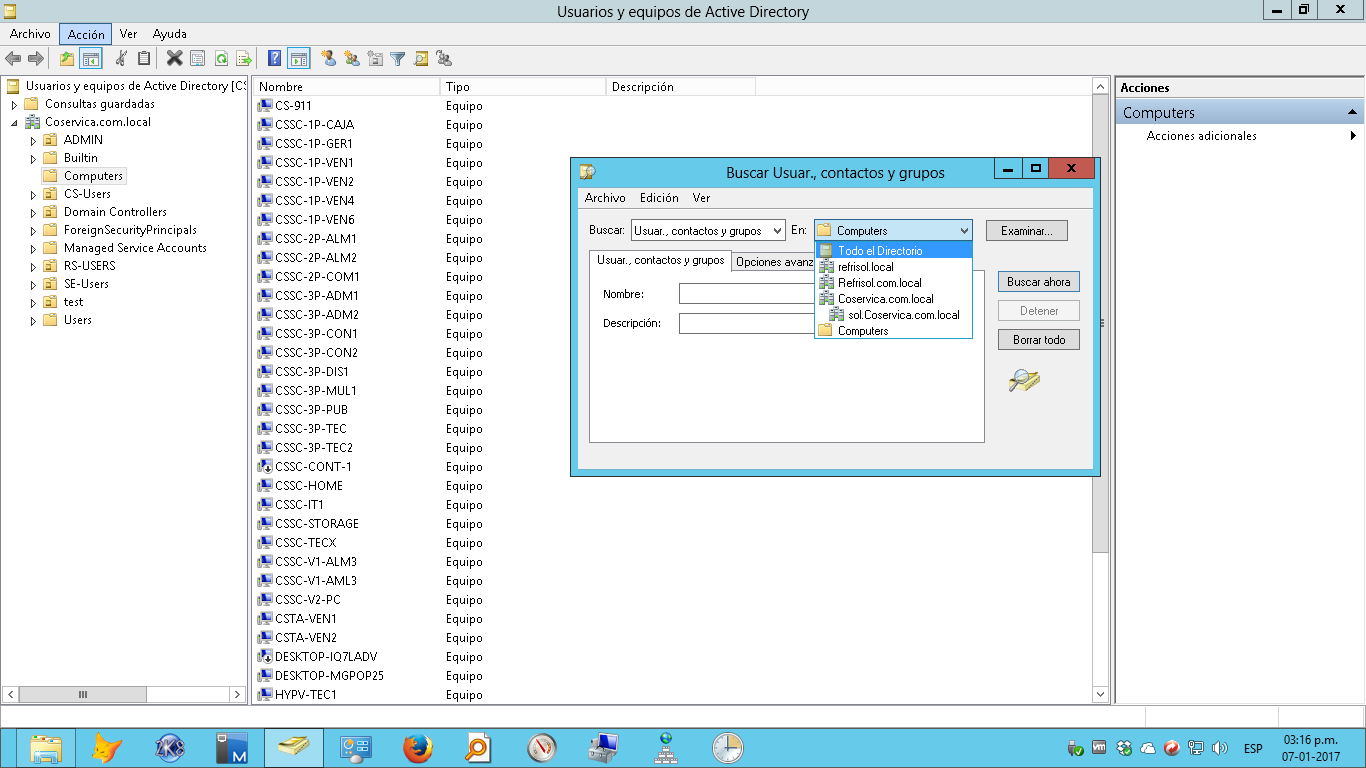 Usuarios y equipos de Active Directory
Archivo Acción Ver Ayuda
Usuarios y equipos de Active Directory [CS
Consultas guardadas
Coservica.com.local
ADMIN
Builtin
Computers
CS-Users
Domain Controllers
ForeignSecurityPrincipals
Managed Service Accounts
RS-USERS
SE-Users
test
Users
Nombre Tipo Descripción
CS-911 Equipo
CSSC-1P-CAJA Equipo
CSSC-1P-GER1 Equipo
CSSC-1P-VEN1 Equipo
CSSC-1P-VEN2 Equipo
CSSC-1P-VEN4 Equipo
CSSC-1P-VEN6 Equipo
CSSC-2P-ALM1 Equipo
CSSC-2P-ALM2 Equipo
CSSC-2P-COM1 Equipo
CSSC-3P-ADM1 Equipo
CSSC-3P-ADM2 Equipo
CSSC-3P-CON1 Equipo
CSSC-3P-CON2 Equipo
CSSC-3P-DIS1 Equipo
CSSC-3P-MUL1 Equipo
CSSC-3P-PUB Equipo
CSSC-3P-TEC Equipo
CSSC-3P-TEC2 Equipo
CSSC-CONT-1 Equipo
CSSC-HOME Equipo
CSSC-IT1 Equipo
CSSC-STORAGE Equipo
CSSC-TECX Equipo
CSSC-V1-ALM3 Equipo
CSSC-V1-AML3 Equipo
CSSC-V2-PC Equipo
CSTA-VEN1 Equipo
CSTA-VEN2 Equipo
DESKTOP-IQ7LADV Equipo
DESKTOP-MGPOP25 Equipo
HYPV-TEC1 Equipo
Buscar Usuar., contactos y grupos
Archivo Edición Ver
Buscar: Usuar., contactos y grupos En: Computers Examinar...
Todo el Directorio
refrisol.local
Refrisol.com.local
Coservica.com.local
sol.Coservica.com.local
Computers
Usuar., contactos y grupos Opciones avanz
Nombre:
Descripción:
Buscar ahora
Detener
Borrar todo
Acciones
Computers
Acciones adicionales
ZK8
M
vm
ESP
03:16 p.m.
07-01-2017